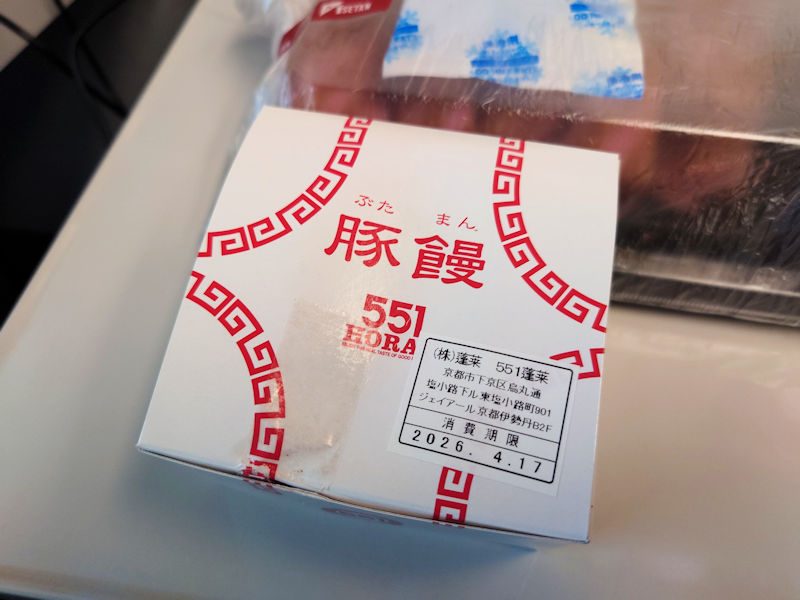 ISETAN
ぶた まん
豚饅
551
HORA
(株)蓬莱 551蓬莱
京都市下京区烏丸通
塩小路下ル東塩小路町901
ジェイアール京都伊勢丹B2F
消費期限
2026. 4.17